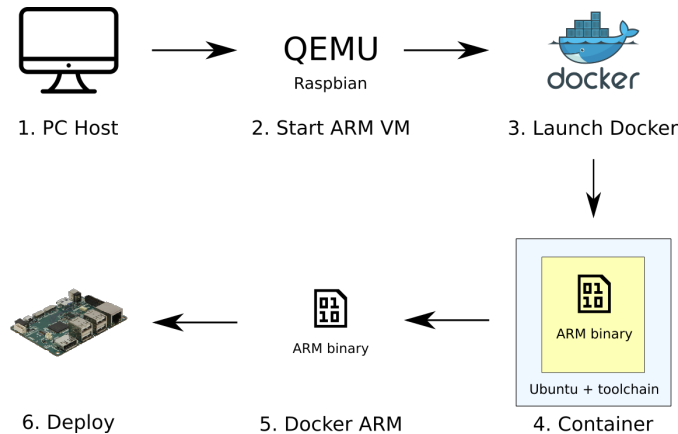 QEMU
Raspbian
docker
1. PC Host
2. Start ARM VM
3. Launch Docker
01
10
ARM binary
Ubuntu + toolchain
01
10
ARM binary
6. Deploy
5. Docker ARM
4. Container